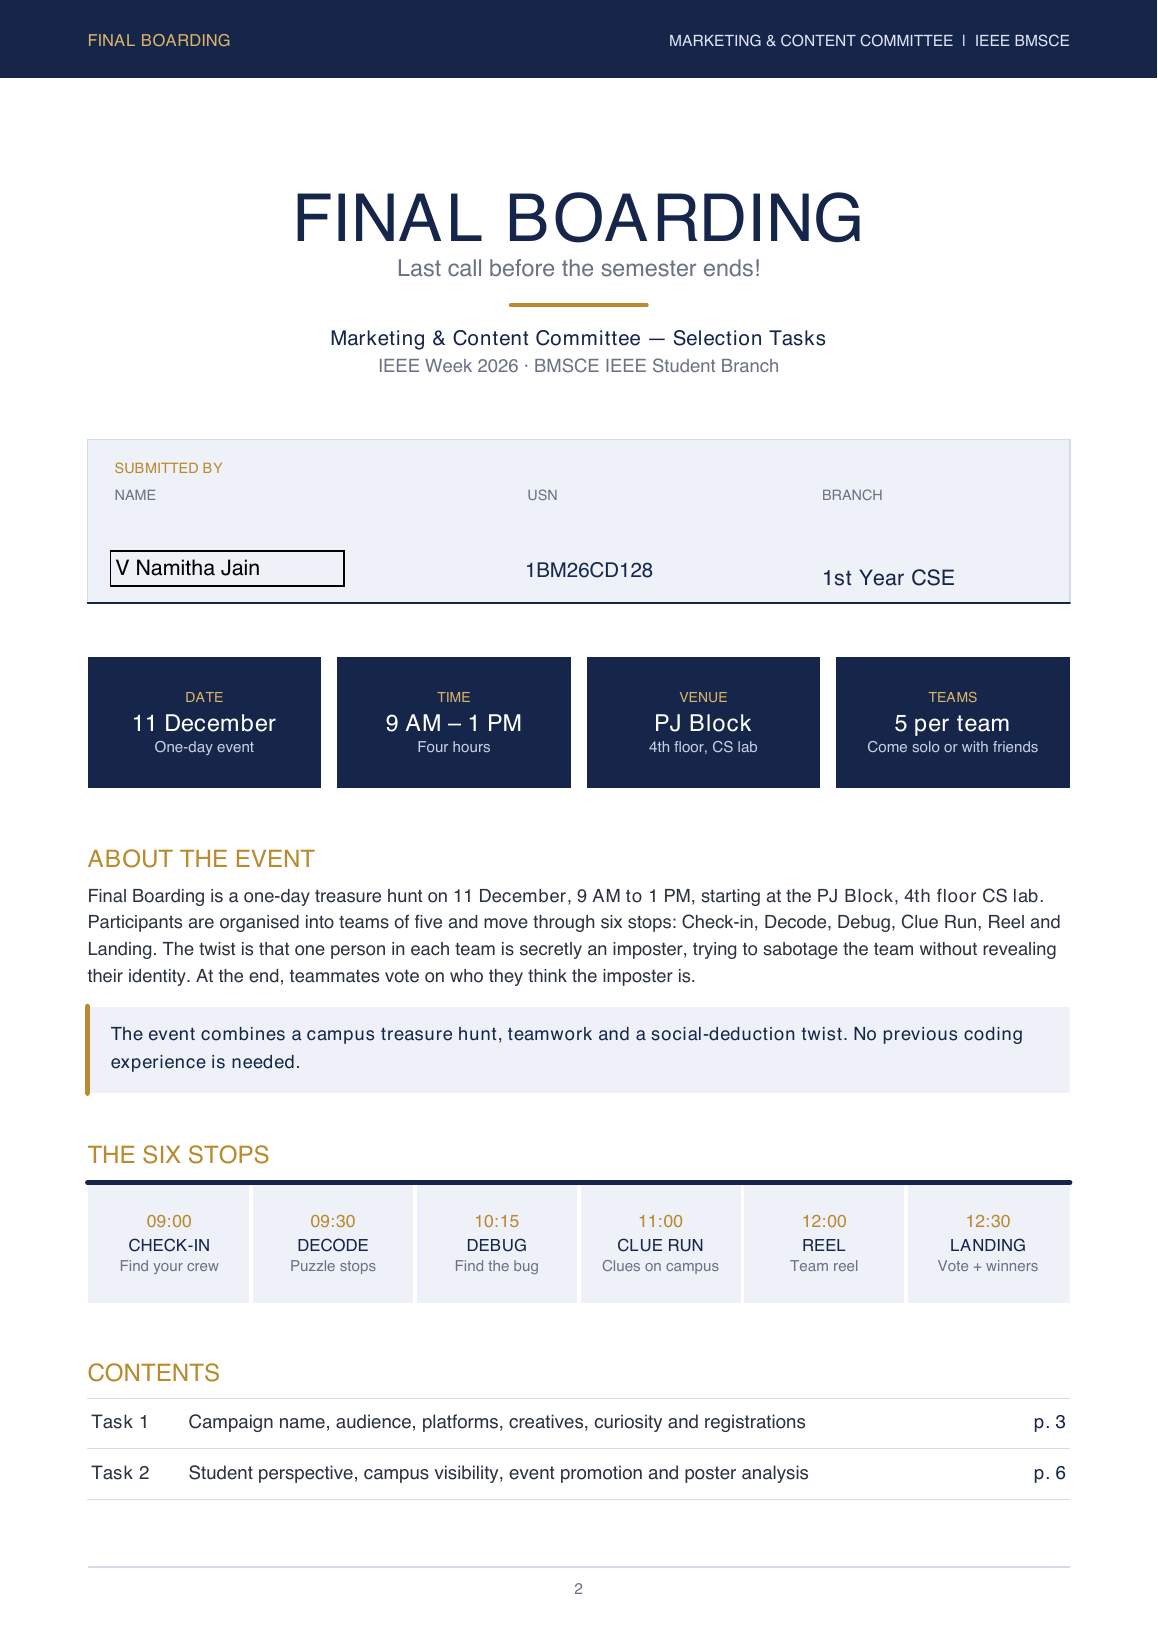 FINAL BOARDING
MARKETING & CONTENT COMMITTEE | IEEE BMSCE
FINAL BOARDING
Last call before the semester ends!
Marketing & Content Committee — Selection Tasks
IEEE Week 2026 · BMSCE IEEE Student Branch
SUBMITTED BY
NAME USN BRANCH
V Namitha Jain 1BM26CD128 1st Year CSE
DATE
11 December
One-day event
TIME
9 AM – 1 PM
Four hours
VENUE
PJ Block
4th floor, CS lab
TEAMS
5 per team
Come solo or with friends
ABOUT THE EVENT
Final Boarding is a one-day treasure hunt on 11 December, 9 AM to 1 PM, starting at the PJ Block, 4th floor CS lab.
Participants are organised into teams of five and move through six stops: Check-in, Decode, Debug, Clue Run, Reel and
Landing. The twist is that one person in each team is secretly an imposter, trying to sabotage the team without revealing
their identity. At the end, teammates vote on who they think the imposter is.
The event combines a campus treasure hunt, teamwork and a social-deduction twist. No previous coding
experience is needed.
THE SIX STOPS
09:00
CHECK-IN
Find your crew
09:30
DECODE
Puzzle stops
10:15
DEBUG
Find the bug
11:00
CLUE RUN
Clues on campus
12:00
REEL
Team reel
12:30
LANDING
Vote + winners
CONTENTS
Task 1 Campaign name, audience, platforms, creatives, curiosity and registrations p. 3
Task 2 Student perspective, campus visibility, event promotion and poster analysis p. 6
2